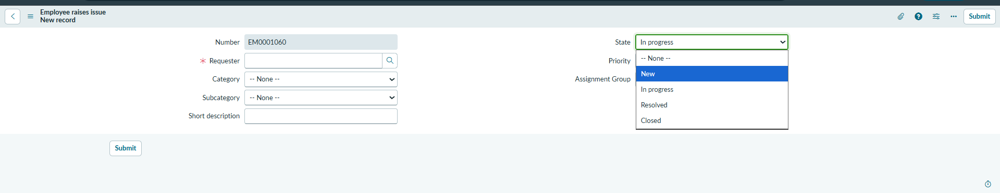 Employee raises issue
New record
Submit
Number EM0001060
Requester
Category -- None --
Subcategory -- None --
Short description
State In progress
-- None --
New
In progress
Resolved
Closed
Priority
Assignment Group
Submit